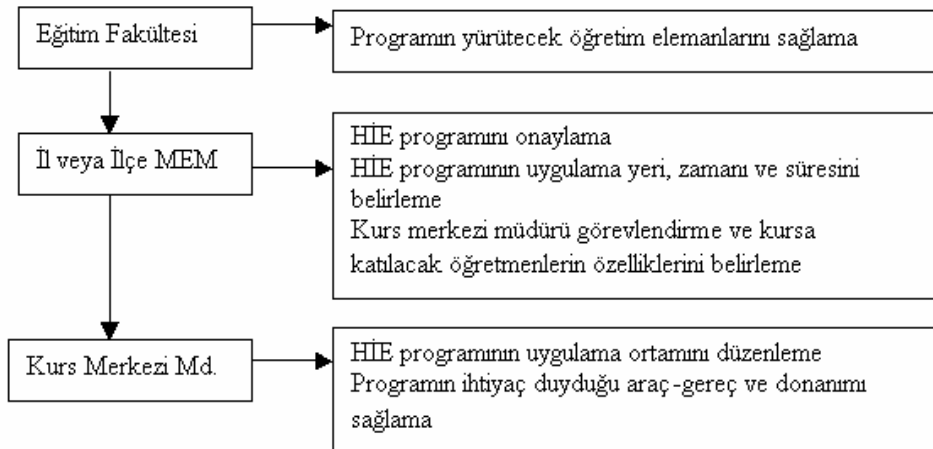 Eğitim Fakültesi
Programın yürütecek öğretim elemanlarını sağlama
İl veya İlçe MEM
HİE programını onaylama
HİE programının uygulama yeri, zamanı ve süresini
belirleme
Kurs merkezi müdürü görevlendirme ve kursa
katılacak öğretmenlerin özelliklerini belirleme
Kurs Merkezi Md.
HİE programının uygulama ortamını düzenleme
Programın ihtiyaç duyduğu araç-gereç ve donanımı
sağlama